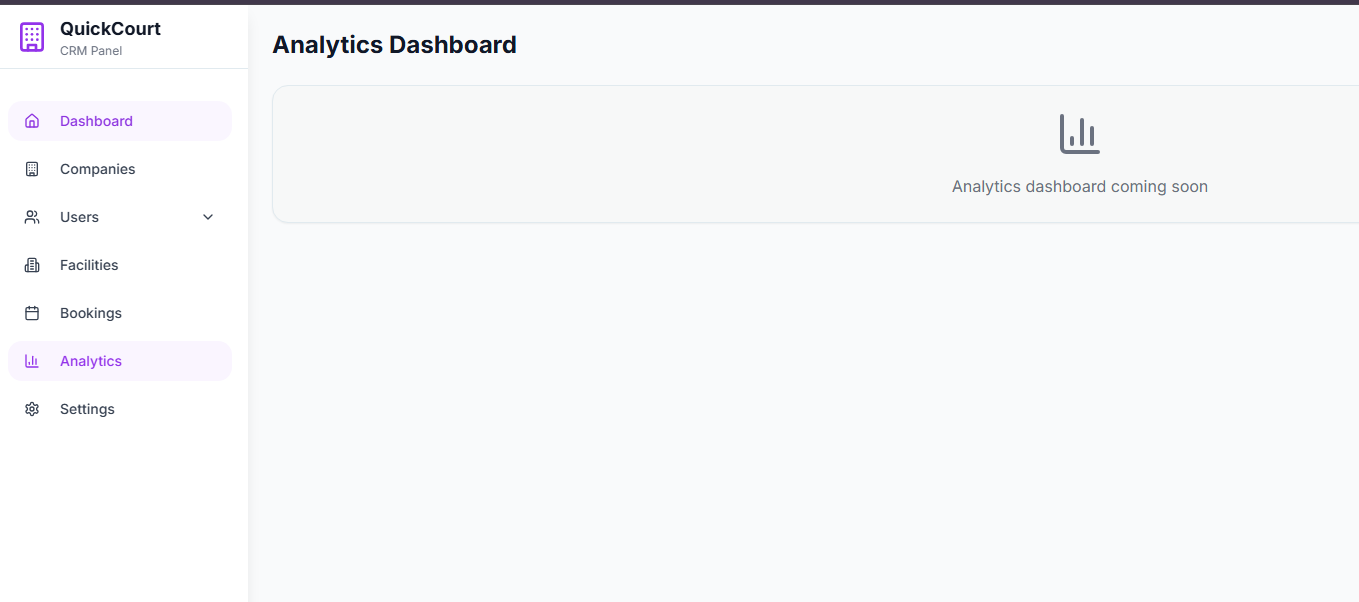 QuickCourt
CRM Panel
Dashboard
Companies
Users
Facilities
Bookings
Analytics
Settings
Analytics Dashboard
Analytics dashboard coming soon